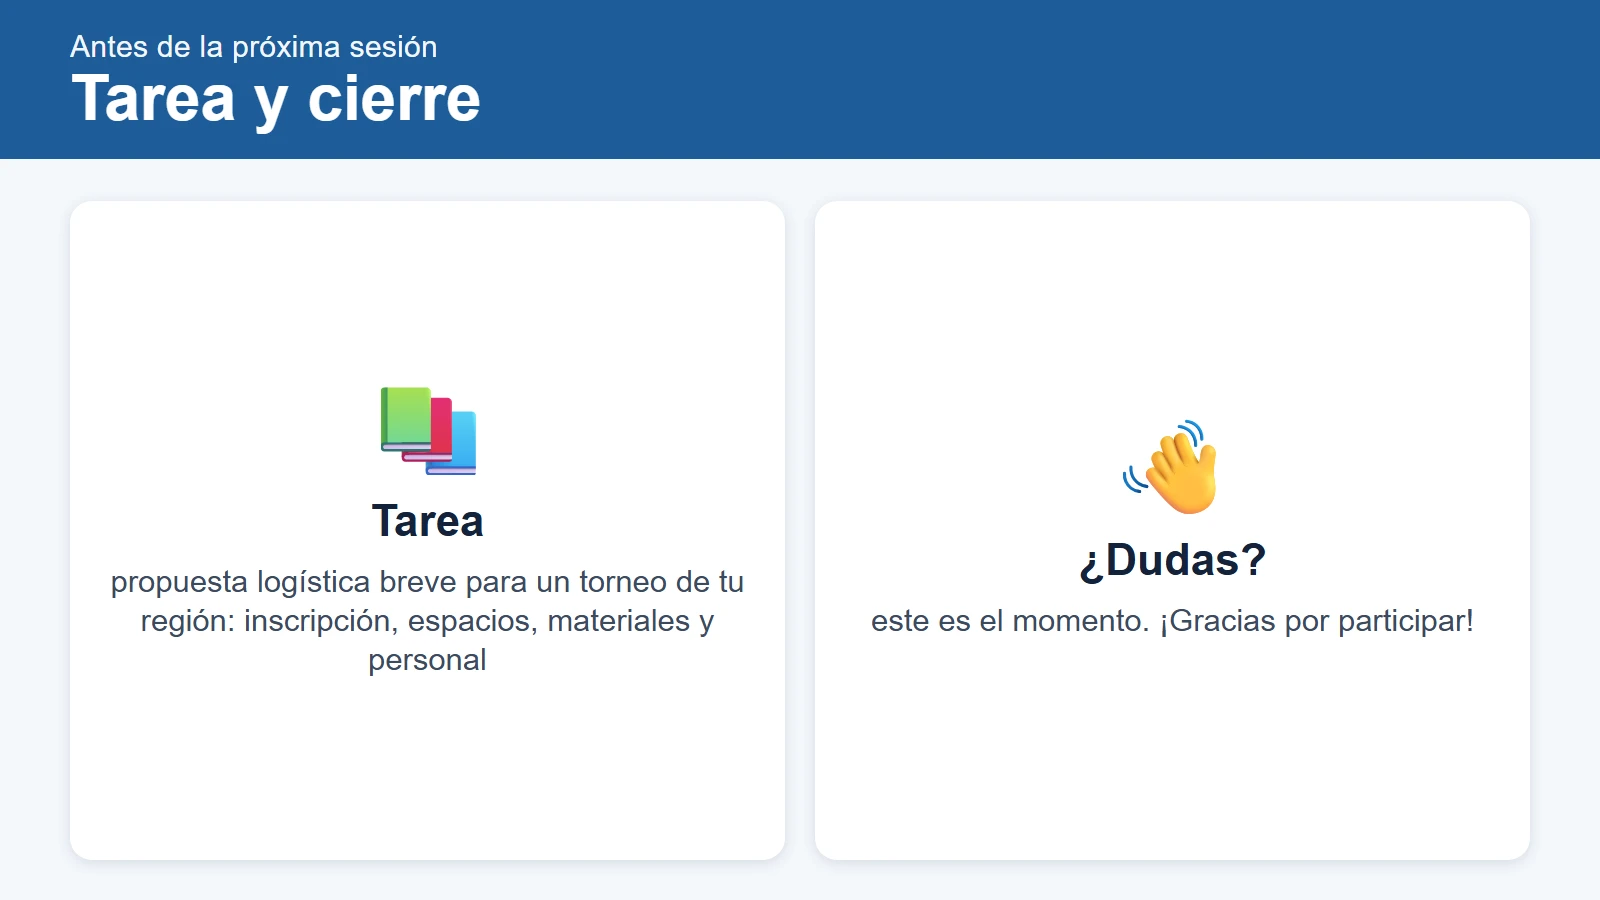 Antes de la próxima sesión
Tarea y cierre
Tarea
propuesta logística breve para un torneo de tu
región: inscripción, espacios, materiales y
personal
¿Dudas?
este es el momento. ¡Gracias por participar!